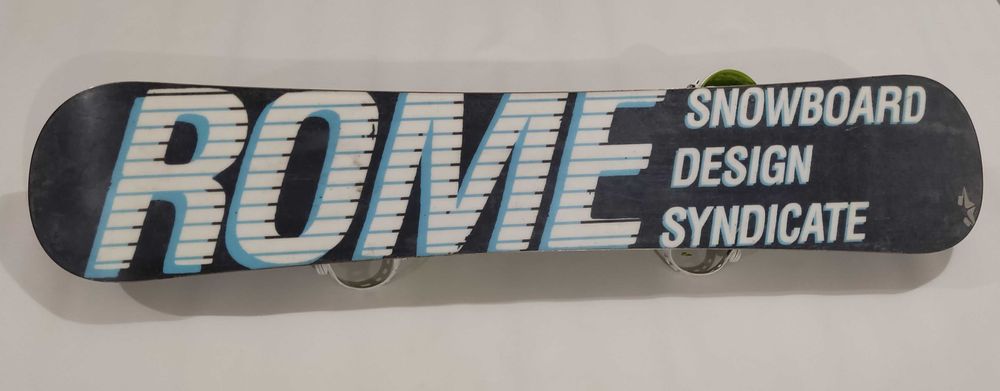 ROME
SNOWBOARD
DESIGN
SYNDICATE